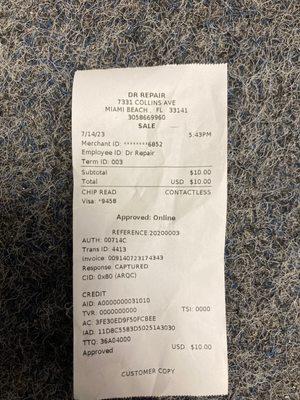 DR REPAIR
7331 COLLINS AVE
MIAMI BEACH , FL 33141
3058669960
SALE
7/14/23 5:43PM
Merchant ID: ********6852
Employee ID: Dr Repair
Term ID: 003
Subtotal $10.00
Total USD $10.00
CHIP READ CONTACTLESS
Visa: *9458
Approved: Online
REFERENCE:20200003
AUTH: 00714C
Trans ID: 4413
Invoice: 009140723174343
Response: CAPTURED
CID: 0x80 (ARQC)
CREDIT
AID: A0000000031010
TVR: 0000000000 TSI: 0000
AC: 3FE30ED9F50FCBEE
IAD: 11D8C5583D50251A3030
TTQ: 36A04000
Approved USD $10.00
CUSTOMER COPY